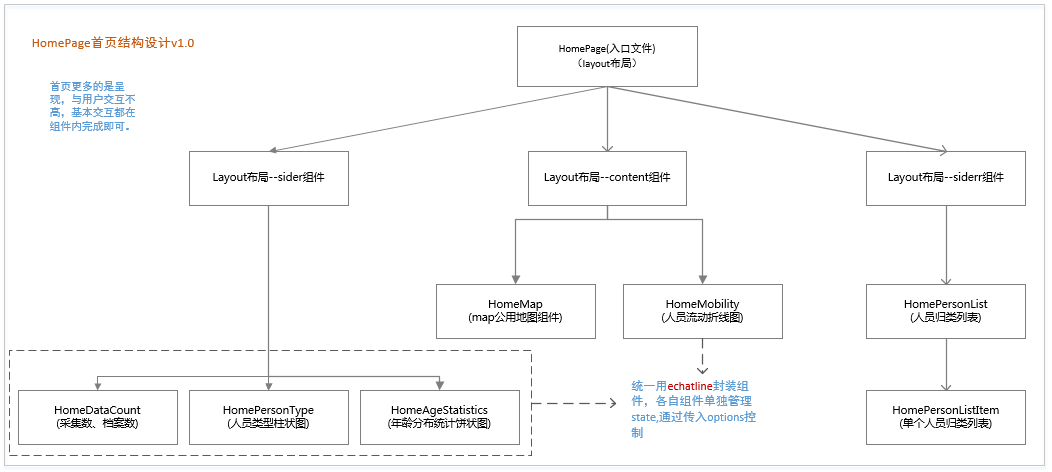 HomePage首页结构设计v1.0
首页更多的是呈
现，与用户交互不
高，基本交互都在
组件内完成即可。
HomePage(入口文件)
（layout布局）
Layout布局--sider组件
Layout布局--content组件
Layout布局--siderr组件
HomeMap
(map公用地图组件)
HomeMobility
(人员流动折线图)
HomePersonList
(人员归类列表)
HomeDataCount
(采集数、档案数)
HomePersonType
(人员类型柱状图)
HomeAgeStatistics
(年龄分布统计饼状图)
统一用echatline封装组
件，各自组件单独管理
state,通过传入options控
制
HomePersonListItem
(单个人员归类列表)